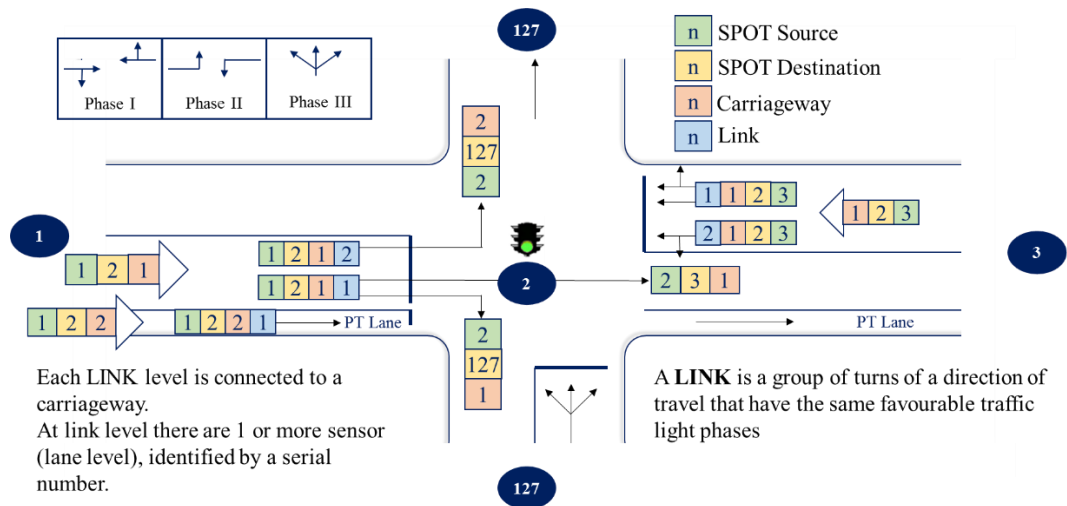 127
n SPOT Source
n SPOT Destination
n Carriageway
n Link
Phase I Phase II Phase III
2
127
2
1 1 2 3
1 2 3
2 1 2 3
1
1 2 1 2
1 2 1
1 2 1 1
2
2 3 1
3
1 2 2
1 2 2 1
PT Lane
PT Lane
2
127
1
Each LINK level is connected to a
carriageway.
At link level there are 1 or more sensor
(lane level), identified by a serial
number.
A LINK is a group of turns of a direction of
travel that have the same favourable traffic
light phases
127